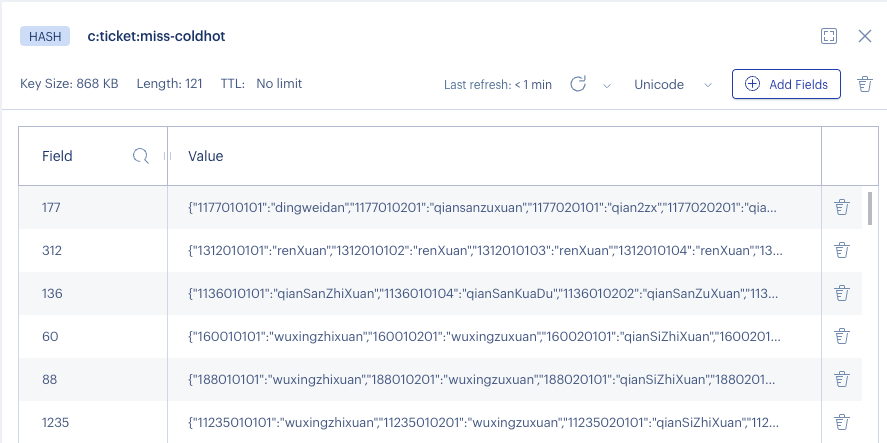 HASH c:ticket:miss-coldhot
Key Size: 868 KB Length: 121 TTL: No limit Last refresh: < 1 min Unicode Add Fields
Field Value
177 {"1177010101":"dingweidan","1177010201":"qiansanzuxuan","1177020101":"qian2zx","1177020201":"qia...
312 {"1312010101":"renXuan","1312010102":"renXuan","1312010103":"renXuan","1312010104":"renXuan","13...
136 {"1136010101":"qianSanZhiXuan","1136010104":"qianSanKuaDu","1136010202":"qianSanZuXuan","113...
60 {"160010101":"wuxingzhixuan","160010201":"wuxingzuxuan","160020101":"qianSiZhiXuan","1600201...
88 {"188010101":"wuxingzhixuan","188010201":"wuxingzuxuan","188020101":"qianSiZhiXuan","1880201...
1235 {"11235010101":"wuxingzhixuan","11235010201":"wuxingzuxuan","11235020101":"qianSiZhiXuan","112...